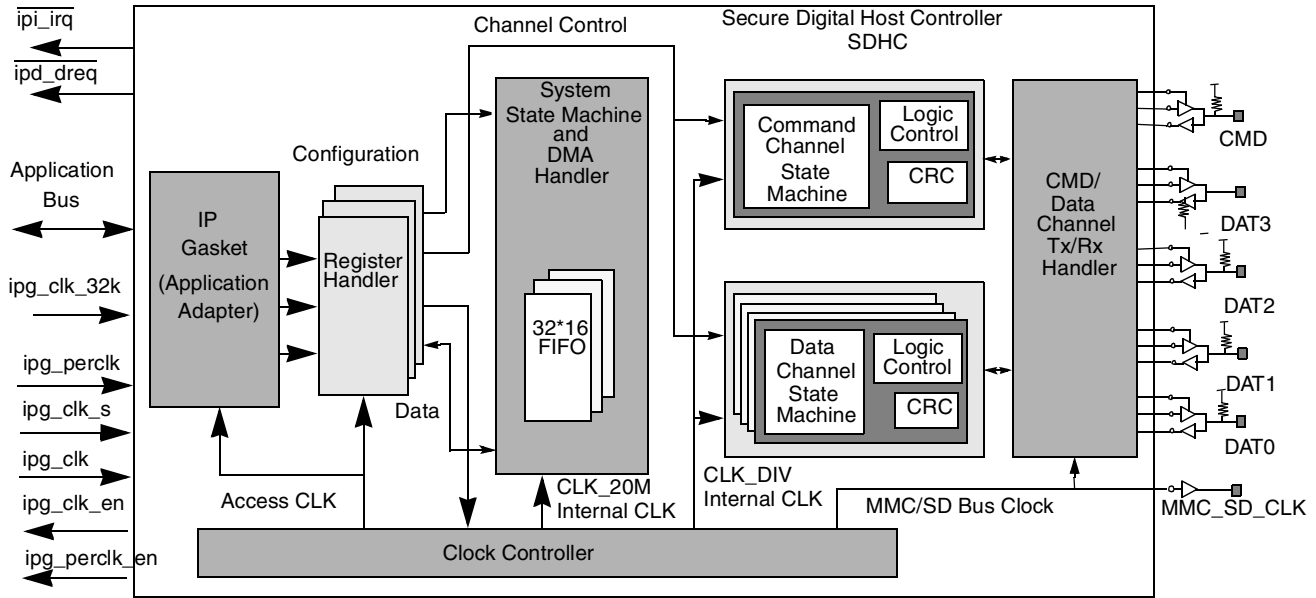 ipi_irq
ipd_dreq
Application
Bus
ipg_clk_32k
ipg_perclk
ipg_clk_s
ipg_clk
ipg_clk_en
ipg_perclk_en
Channel Control
Secure Digital Host Controller
SDHC
Configuration
IP
Gasket
(Application
Adapter)
Register
Handler
Data
Access CLK
System
State Machine
and
DMA
Handler
32*16
FIFO
CLK_20M
Internal CLK
Command
Channel
State
Machine
Logic
Control
CRC
Data
Channel
State
Machine
Logic
Control
CRC
CLK_DIV
Internal CLK
CMD/
Data
Channel
Tx/Rx
Handler
MMC/SD Bus Clock
Clock Controller
CMD
DAT3
DAT2
DAT1
DAT0
MMC_SD_CLK